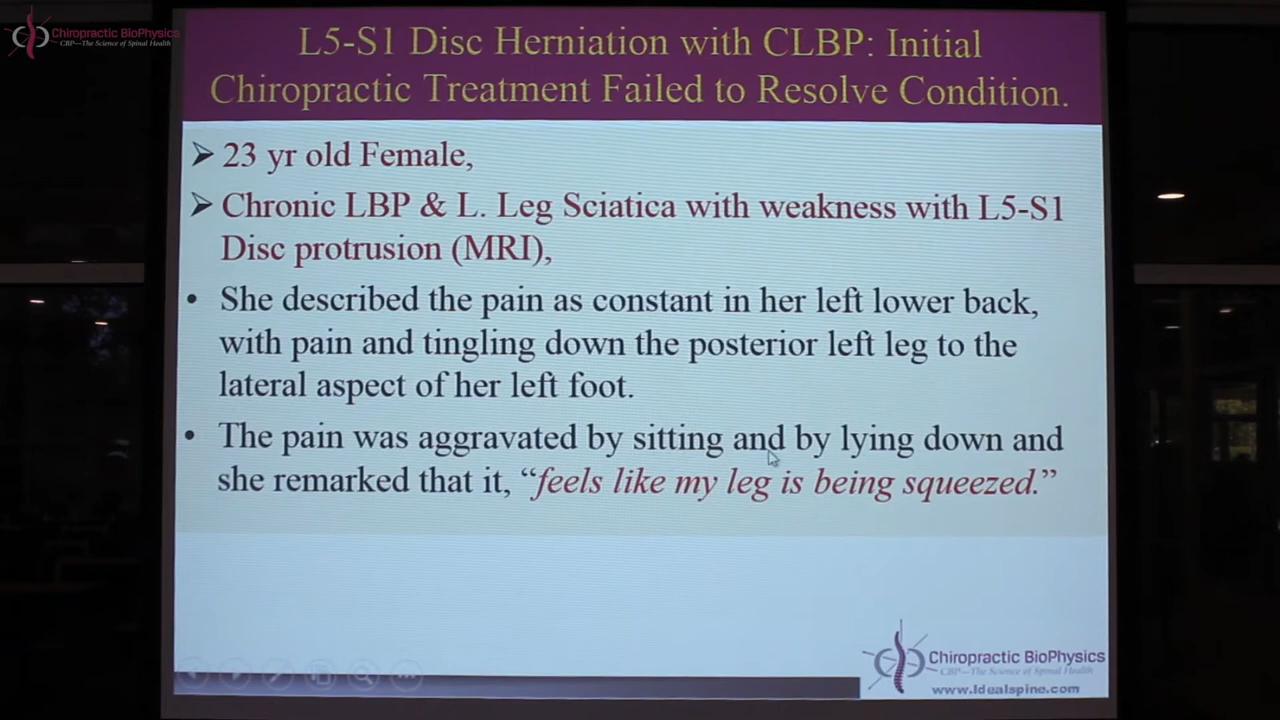 Chiropractic BioPhysics
CBP—The Science of Spinal Health
L5-S1 Disc Herniation with CLBP: Initial
Chiropractic Treatment Failed to Resolve Condition.
➢ 23 yr old Female,
➢ Chronic LBP & L. Leg Sciatica with weakness with L5-S1
Disc protrusion (MRI),
• She described the pain as constant in her left lower back,
with pain and tingling down the posterior left leg to the
lateral aspect of her left foot.
• The pain was aggravated by sitting and by lying down and
she remarked that it, “feels like my leg is being squeezed.”
Chiropractic BioPhysics
CBP—The Science of Spinal Health
www.Idealspine.com